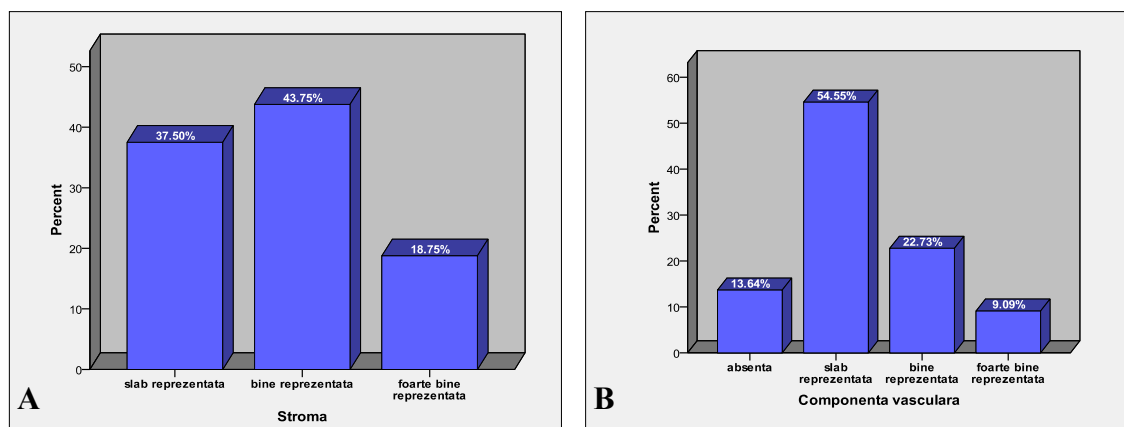 50
40
30
20
10
0
Percent
37.50%
43.75%
18.75%
slab reprezentata
bine reprezentata
foarte bine
reprezentata
Stroma
A
60
50
40
30
20
10
0
Percent
13.64%
54.55%
22.73%
9.09%
absenta
slab
reprezentata
bine
reprezentata
foarte bine
reprezentata
Componenta vasculara
B